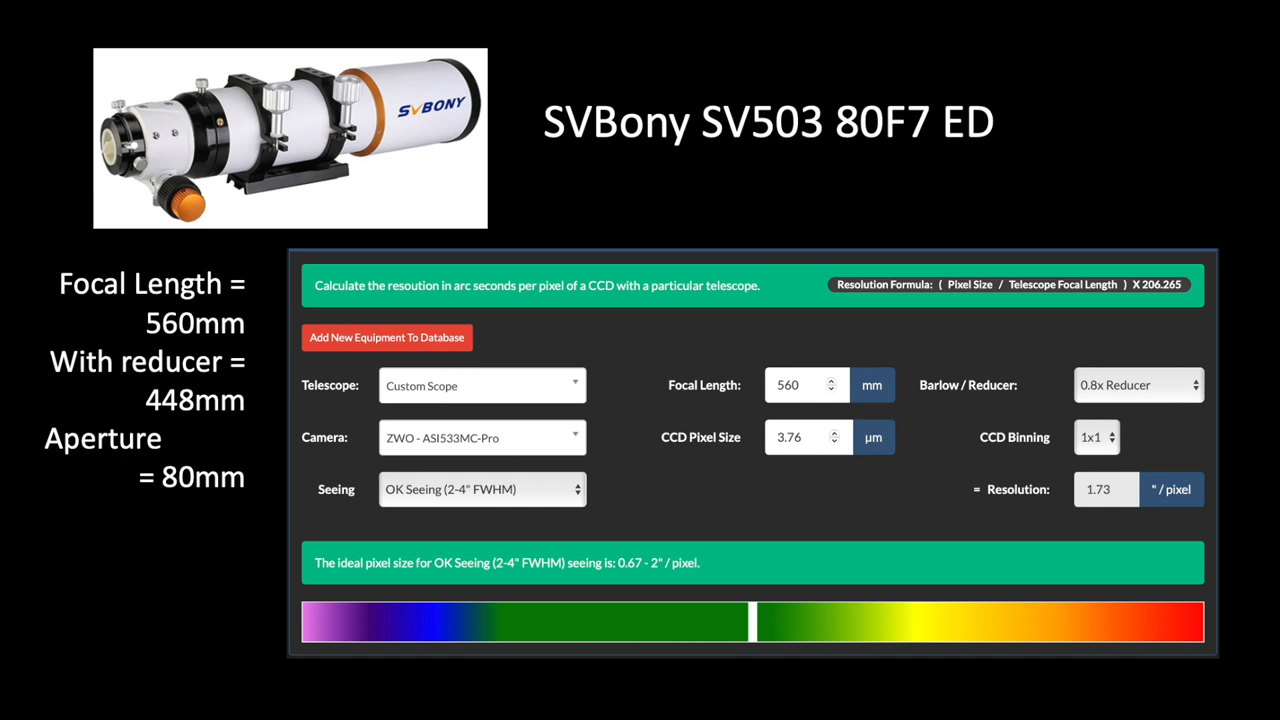 SVBONY
SVBony SV503 80F7 ED
Focal Length =
560mm
With reducer =
448mm
Aperture
= 80mm
Calculate the resoution in arc seconds per pixel of a CCD with a particular telescope.
Resolution Formula: ( Pixel Size / Telescope Focal Length ) X 206.265
Add New Equipment To Database
Telescope: Custom Scope Focal Length: 560 mm Barlow / Reducer: 0.8x Reducer
Camera: ZWO - ASI533MC-Pro CCD Pixel Size 3.76 µm CCD Binning 1x1
Seeing OK Seeing (2-4" FWHM) = Resolution: 1.73 " / pixel
The ideal pixel size for OK Seeing (2-4" FWHM) seeing is: 0.67 - 2" / pixel.